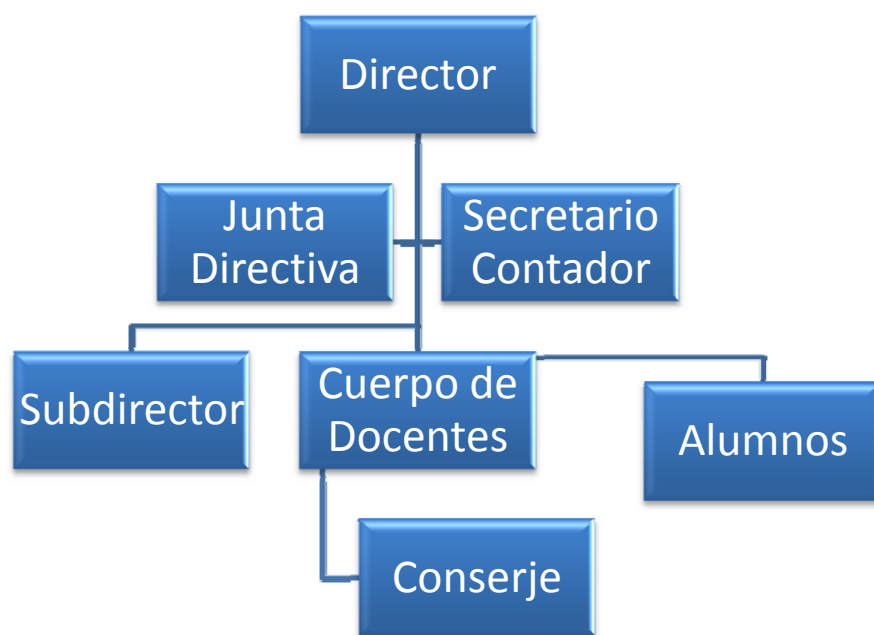 Director
Junta
Directiva
Secretario
Contador
Subdirector
Cuerpo de
Docentes
Alumnos
Conserje